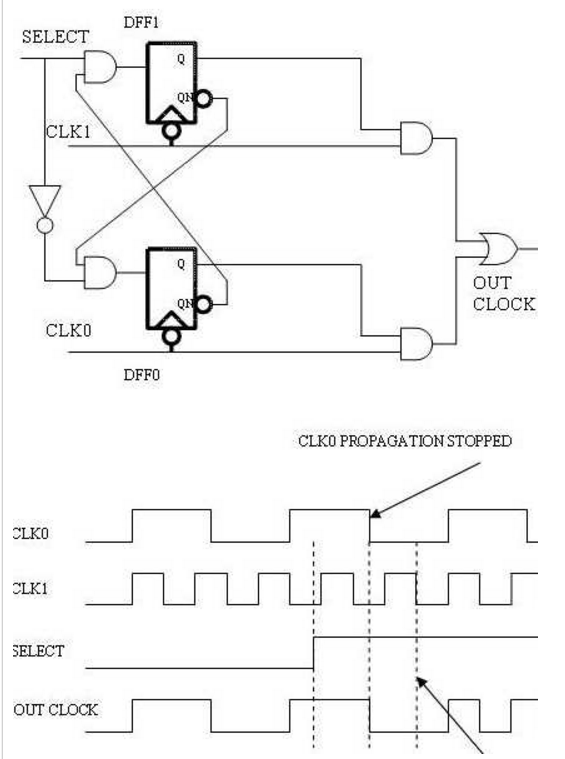 DFF1
SELECT
Q
QN
CLK1
Q
QN
OUT
CLOCK
CLK0
DFF0
CLK0 PROPAGATION STOPPED
CLK0
CLK1
SELECT
OUT CLOCK